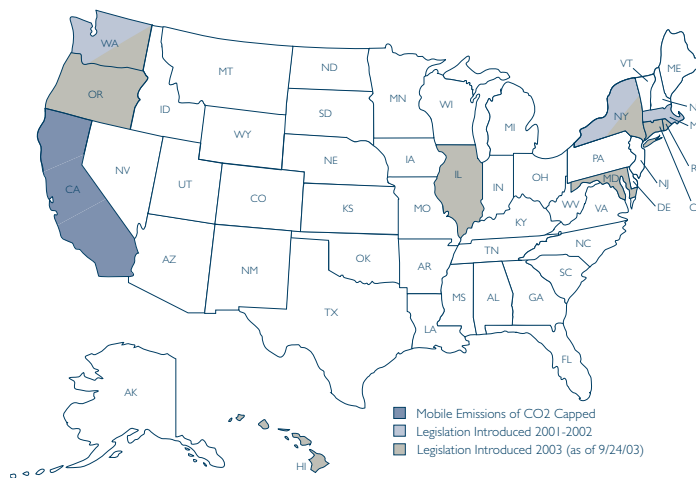 WA
VT
ME
MT
ND
MN
OR
ID
SD
WI
NY
N
M
WY
MI
R
IA
NE
PA
IL
IN
OH
NV
MD
NJ
C
CA
UT
CO
WV
DE
KS
MO
VA
KY
NC
TN
AZ
NM
OK
AR
SC
MS
AL
GA
TX
LA
FL
AK
HI
Mobile Emissions of CO2 Capped
Legislation Introduced 2001-2002
Legislation Introduced 2003 (as of 9/24/03)